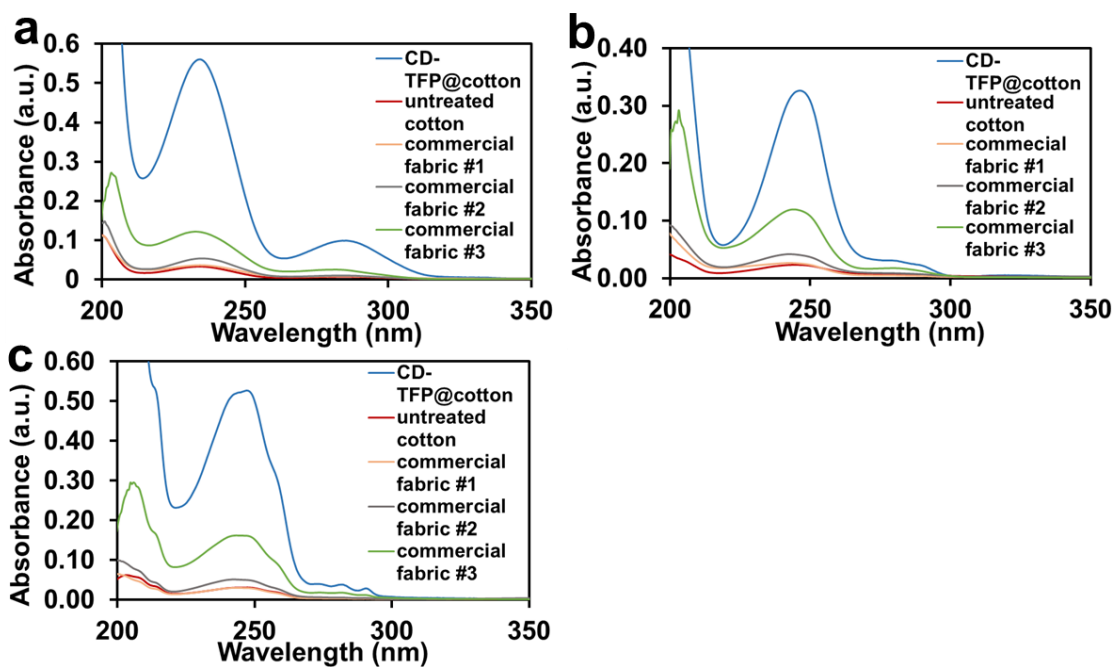 a
0.6
0.5
0.4
0.3
0.2
0.1
0
Absorbance (a.u.)
200
250
300
350
Wavelength (nm)
CD-
TFP@cotton
untreated
cotton
commercial
fabric #1
commercial
fabric #2
commercial
fabric #3
b
0.40
0.30
0.20
0.10
0.00
Absorbance (a.u.)
200
250
300
350
Wavelength (nm)
CD-
TFP@cotton
untreated
cotton
commecial
fabric #1
commercial
fabric #2
commercial
fabric #3
c
0.60
0.50
0.40
0.30
0.20
0.10
0.00
Absorbance (a.u.)
200
250
300
350
Wavelength (nm)
CD-
TFP@cotton
untreated
cotton
commercial
fabric #1
commercial
fabric #2
commercial
fabric #3